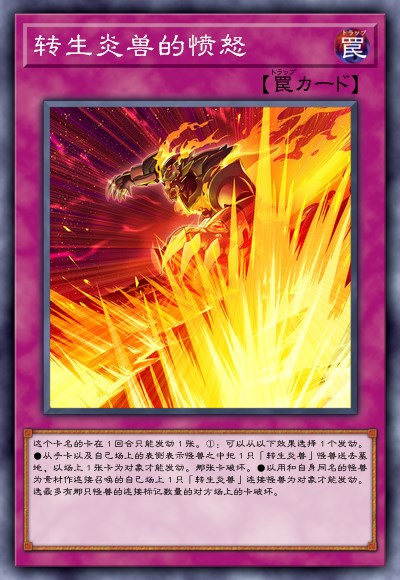 转生炎兽的愤怒
トラップ
罠
トラップ
【罠カード】
这个卡名的卡在1回合只能发动1张。①：可以从以下效果选择1个发动。
●从手卡以及自己场上的表侧表示怪兽之中把1只「转生炎兽」怪兽送去墓
地，以场上1张卡为对象才能发动。那张卡破坏。●以用和自身同名的怪兽
为素材作连接召唤的自己场上1只「转生炎兽」连接怪兽为对象才能发动。
选最多有那只怪兽的连接标记数量的对方场上的卡破坏。